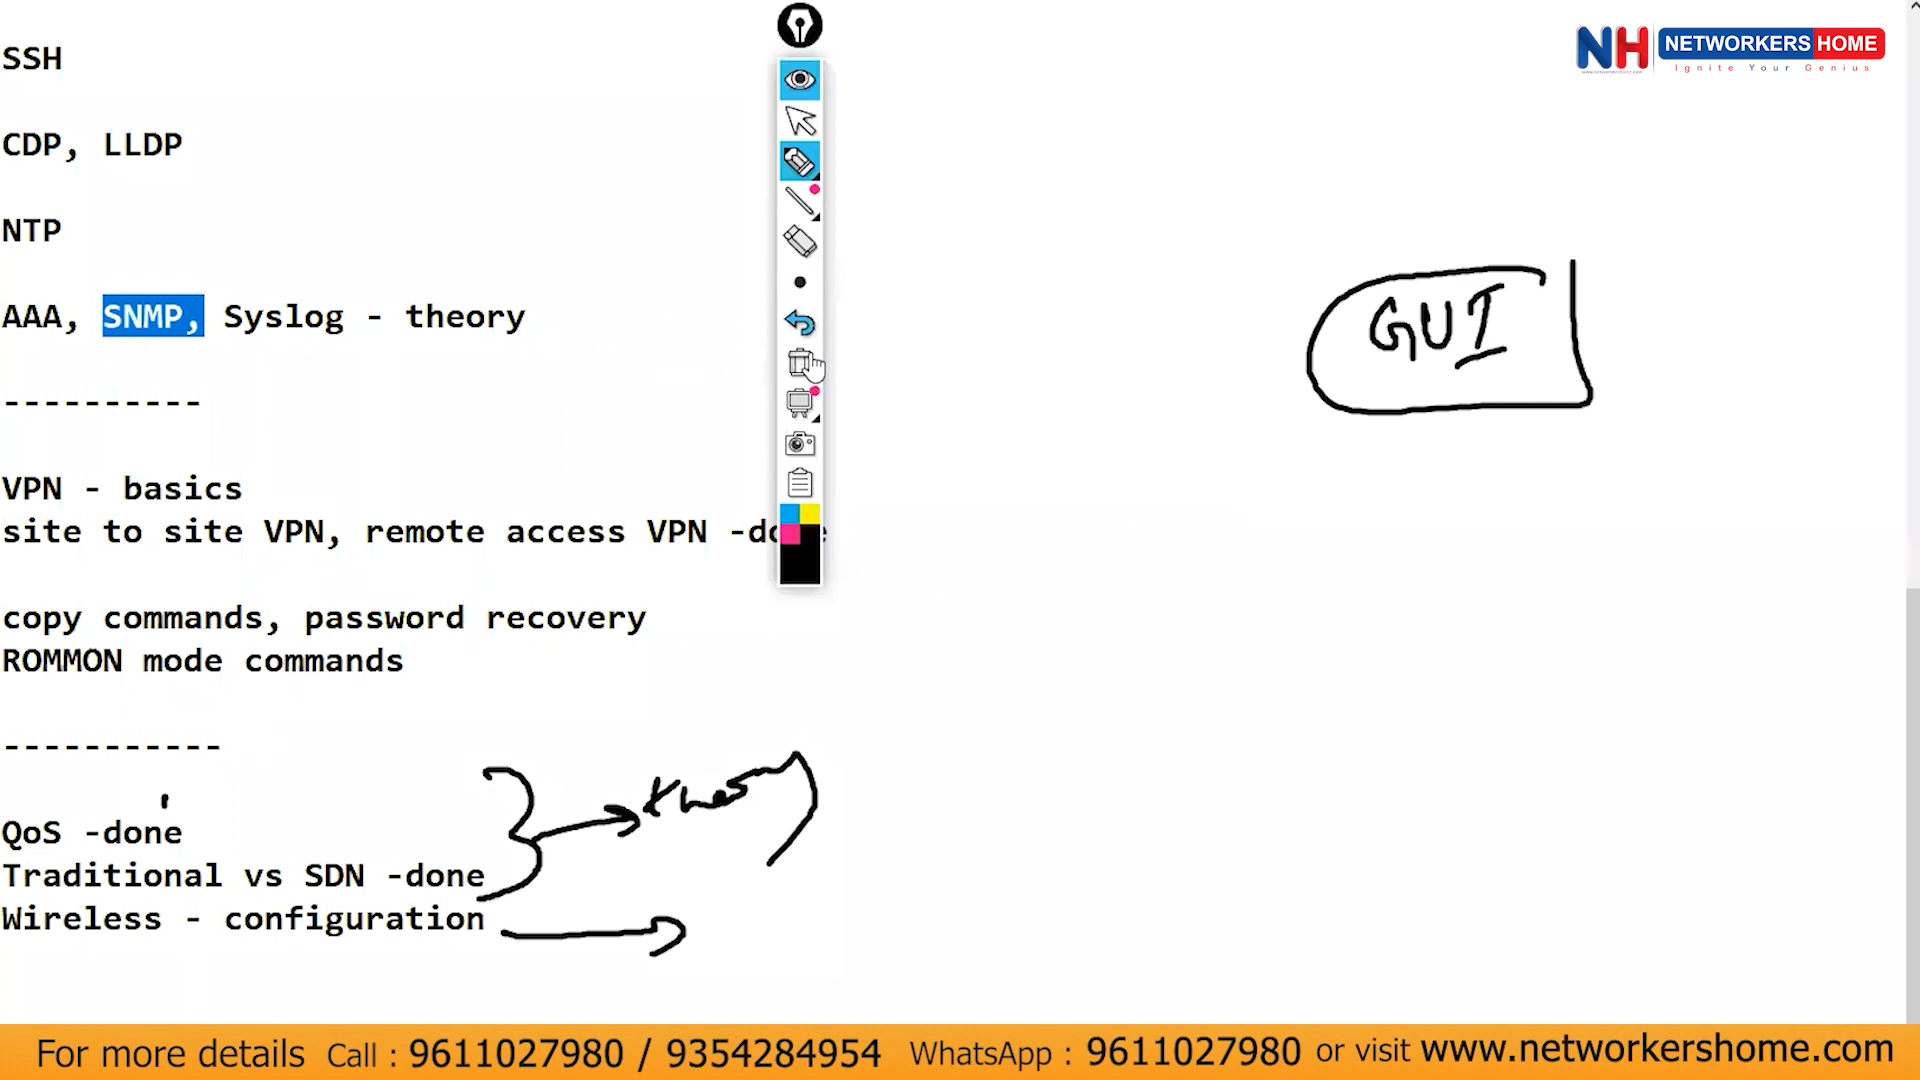 SSH
CDP, LLDP
NTP
AAA, SNMP, Syslog - theory
----------
VPN - basics
site to site VPN, remote access VPN -done
copy commands, password recovery
ROMMON mode commands
-----------
QoS -done
Traditional vs SDN -done
Wireless - configuration
GUI
NH NETWORKERS HOME
Ignite Your Genius
For more details Call : 9611027980 / 9354284954 WhatsApp : 9611027980 or visit www.networkershome.com